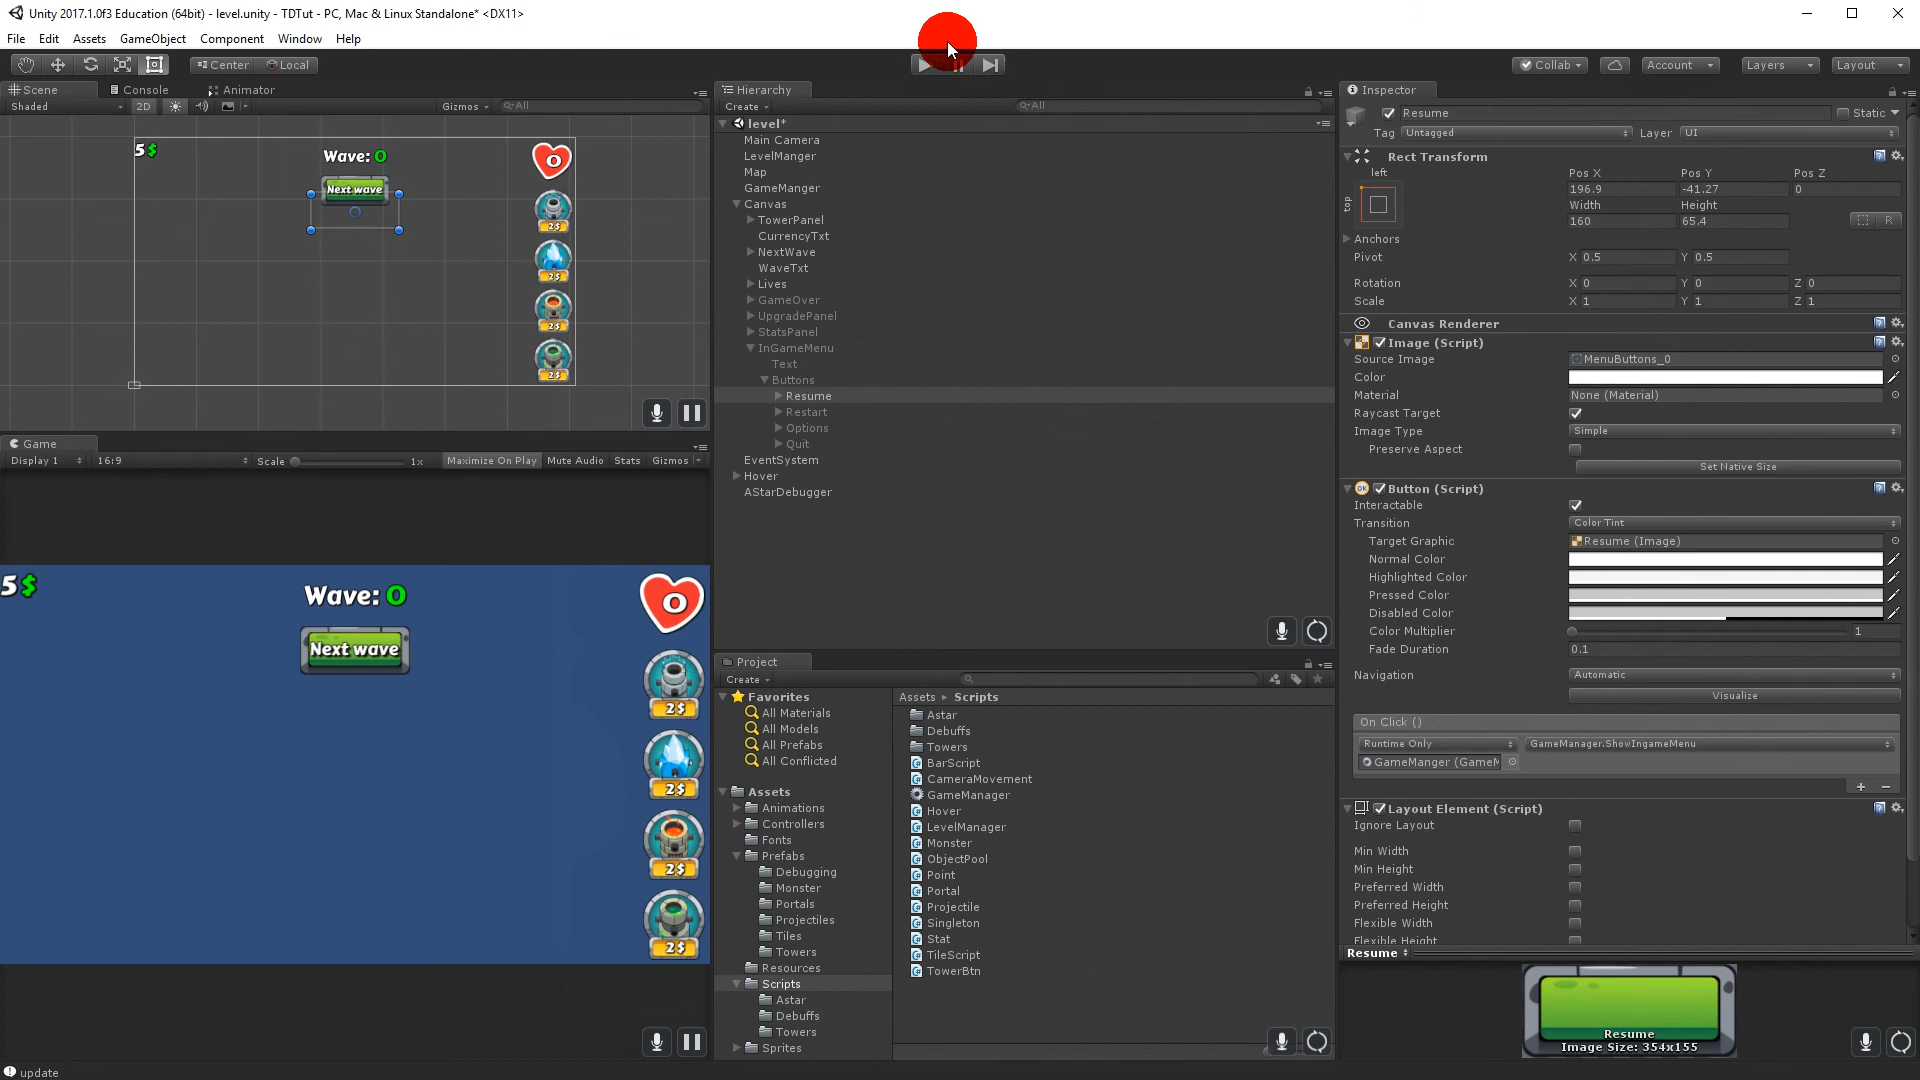 Unity 2017.1.0f3 Education (64bit) - level.unity - TDTut - PC, Mac & Linux Standalone* <DX11>
File Edit Assets GameObject Component Window Help
Center Local
Collab Account Layers Layout
Scene Console Animator
Shaded 2D Gizmos All
5$
Wave: 0
0
Next wave
2$
2$
2$
2$
Game
Display 1 16:9 Scale 1x Maximize On Play Mute Audio Stats Gizmos
5$
Wave: 0
0
Next wave
2$
2$
2$
2$
update
Hierarchy
Create All
level*
Main Camera
LevelManger
Map
GameManger
Canvas
TowerPanel
CurrencyTxt
NextWave
WaveTxt
Lives
GameOver
UpgradePanel
StatsPanel
InGameMenu
Text
Buttons
Resume
Restart
Options
Quit
EventSystem
Hover
AStarDebugger
Project
Create
Favorites
All Materials
All Models
All Prefabs
All Conflicted
Assets
Animations
Controllers
Fonts
Prefabs
Debugging
Monster
Portals
Projectiles
Tiles
Towers
Resources
Scripts
Astar
Debuffs
Towers
Sprites
Assets Scripts
Astar
Debuffs
Towers
BarScript
CameraMovement
GameManager
Hover
LevelManager
Monster
ObjectPool
Point
Portal
Projectile
Singleton
Stat
TileScript
TowerBtn
Inspector
Resume Static
Tag Untagged Layer UI
Rect Transform
left
top
Pos X Pos Y Pos Z
196.9 -41.27 0
Width Height
160 65.4
R
Anchors
Pivot X 0.5 Y 0.5
Rotation X 0 Y 0 Z 0
Scale X 1 Y 1 Z 1
Canvas Renderer
Image (Script)
Source Image MenuButtons_0
Color
Material None (Material)
Raycast Target
Image Type Simple
Preserve Aspect
Set Native Size
OK Button (Script)
Interactable
Transition Color Tint
Target Graphic Resume (Image)
Normal Color
Highlighted Color
Pressed Color
Disabled Color
Color Multiplier 1
Fade Duration 0.1
Navigation Automatic
Visualize
On Click ()
Runtime Only GameManager.ShowIngameMenu
GameManger (GameM
+ -
Layout Element (Script)
Ignore Layout
Min Width
Min Height
Preferred Width
Preferred Height
Flexible Width
Flexible Height
Resume
Resume
Image Size: 354x155